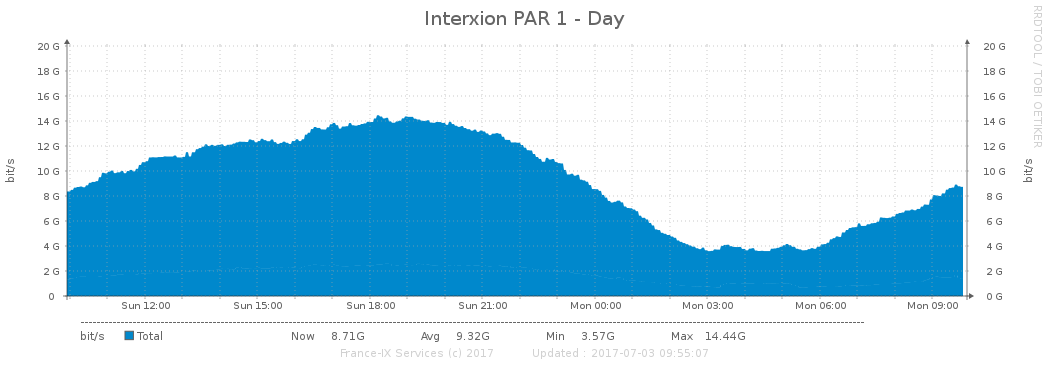 Interxion PAR 1 - Day
RRDTOOL / TOBI OETIKER
bit/s
bit/s
20 G 20 G
18 G 18 G
16 G 16 G
14 G 14 G
12 G 12 G
10 G 10 G
8 G 8 G
6 G 6 G
4 G 4 G
2 G 2 G
0 0 G
Sun 12:00 Sun 15:00 Sun 18:00 Sun 21:00 Mon 00:00 Mon 03:00 Mon 06:00 Mon 09:00
bit/s Total Now 8.71G Avg 9.32G Min 3.57G Max 14.44G
France-IX Services (c) 2017 Updated : 2017-07-03 09:55:07